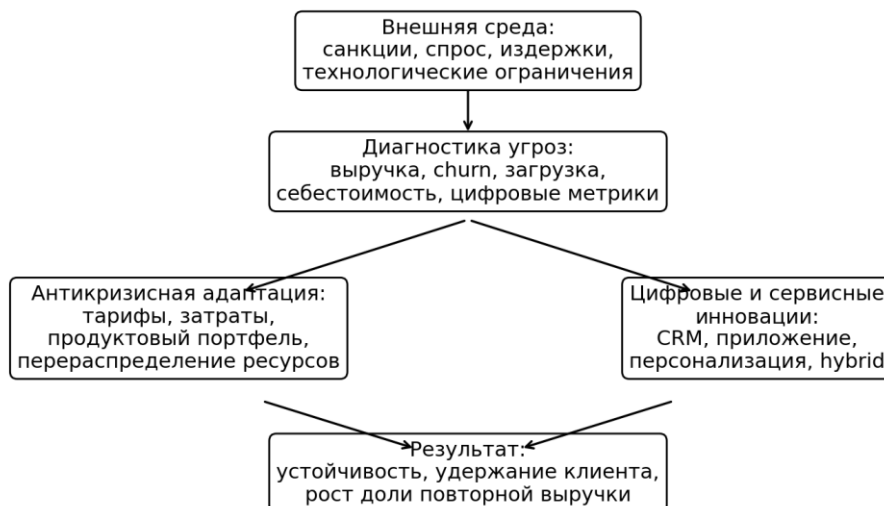 Внешняя среда:
санкции, спрос, издержки,
технологические ограничения
Диагностика угроз:
выручка, churn, загрузка,
себестоимость, цифровые метрики
Антикризисная адаптация:
тарифы, затраты,
продуктовый портфель,
перераспределение ресурсов
Цифровые и сервисные
инновации:
CRM, приложение,
персонализация, hybrid
Результат:
устойчивость, удержание клиента,
рост доли повторной выручки